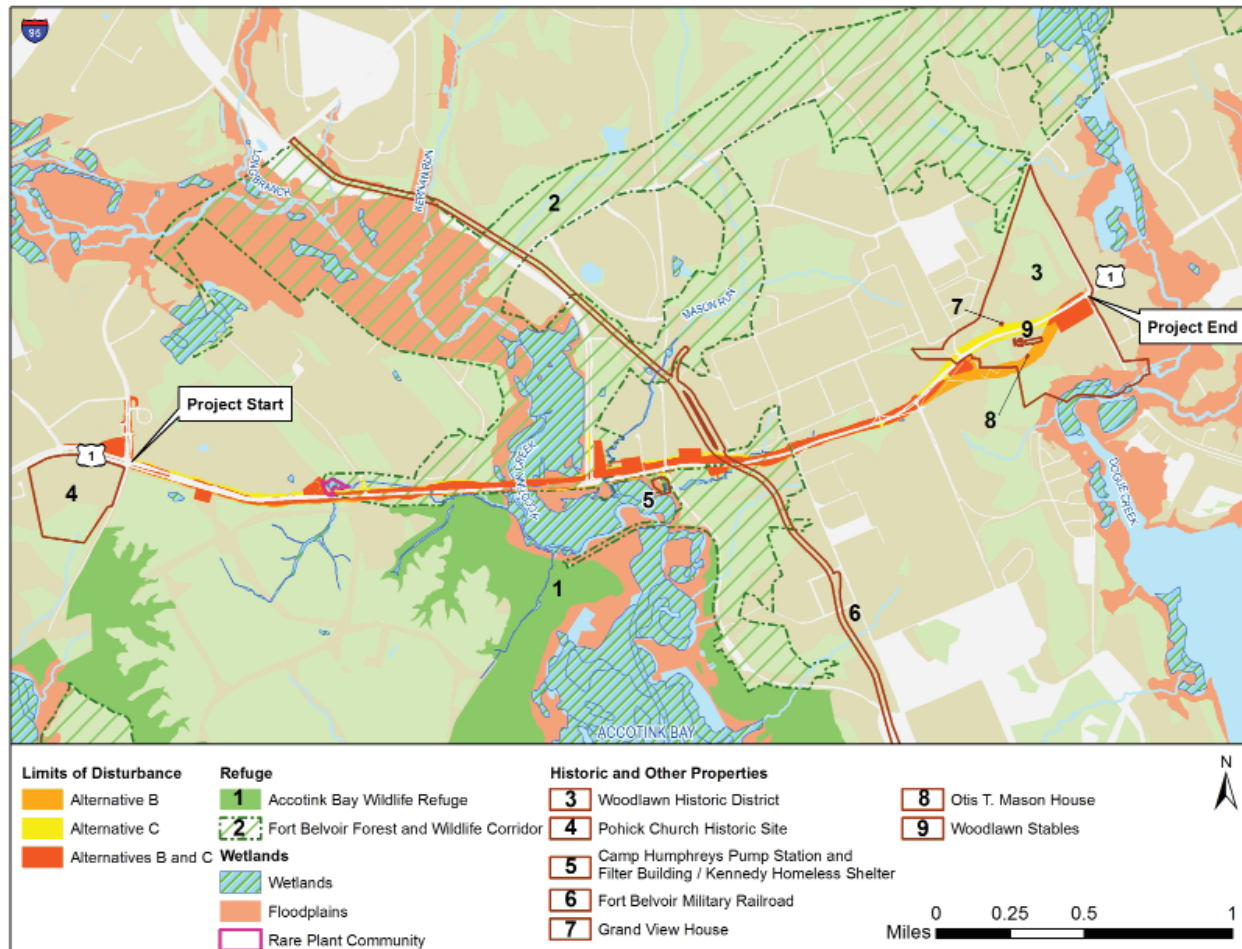 95
LONG BRANCH
KERNAN RUN
2
MASON RUN
3
1
7
9
Project End
8
Project Start
1
4
ACCOTINK CREEK
5
DOGUE CREEK
1
6
ACCOTINK BAY
Limits of Disturbance
Alternative B
Alternative C
Alternatives B and C
Refuge
1 Accotink Bay Wildlife Refuge
2 Fort Belvoir Forest and Wildlife Corridor
Wetlands
Wetlands
Floodplains
Rare Plant Community
Historic and Other Properties
3 Woodlawn Historic District
4 Pohick Church Historic Site
5 Camp Humphreys Pump Station and
Filter Building / Kennedy Homeless Shelter
6 Fort Belvoir Military Railroad
7 Grand View House
8 Otis T. Mason House
9 Woodlawn Stables
N
0 0.25 0.5 1
Miles